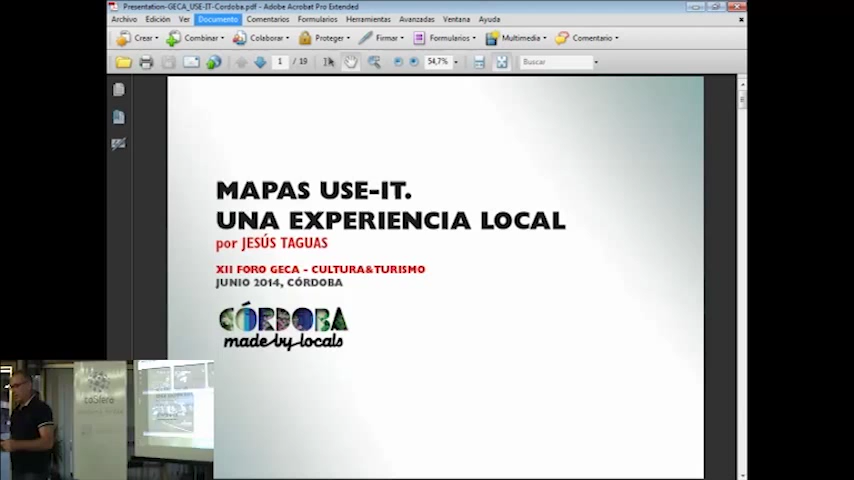 Presentation-GECA_USE-IT-Cordoba.pdf - Adobe Acrobat Pro Extended
Archivo Edición Ver Documento Comentarios Formularios Herramientas Avanzadas Ventana Ayuda
Crear Combinar Colaborar Proteger Firmar Formularios Multimedia Comentario
1 / 19 54,7% Buscar
MAPAS USE-IT.
UNA EXPERIENCIA LOCAL
por JESÚS TAGUAS
XII FORO GECA - CULTURA&TURISMO
JUNIO 2014, CÓRDOBA
CÓRDOBA
made by locals